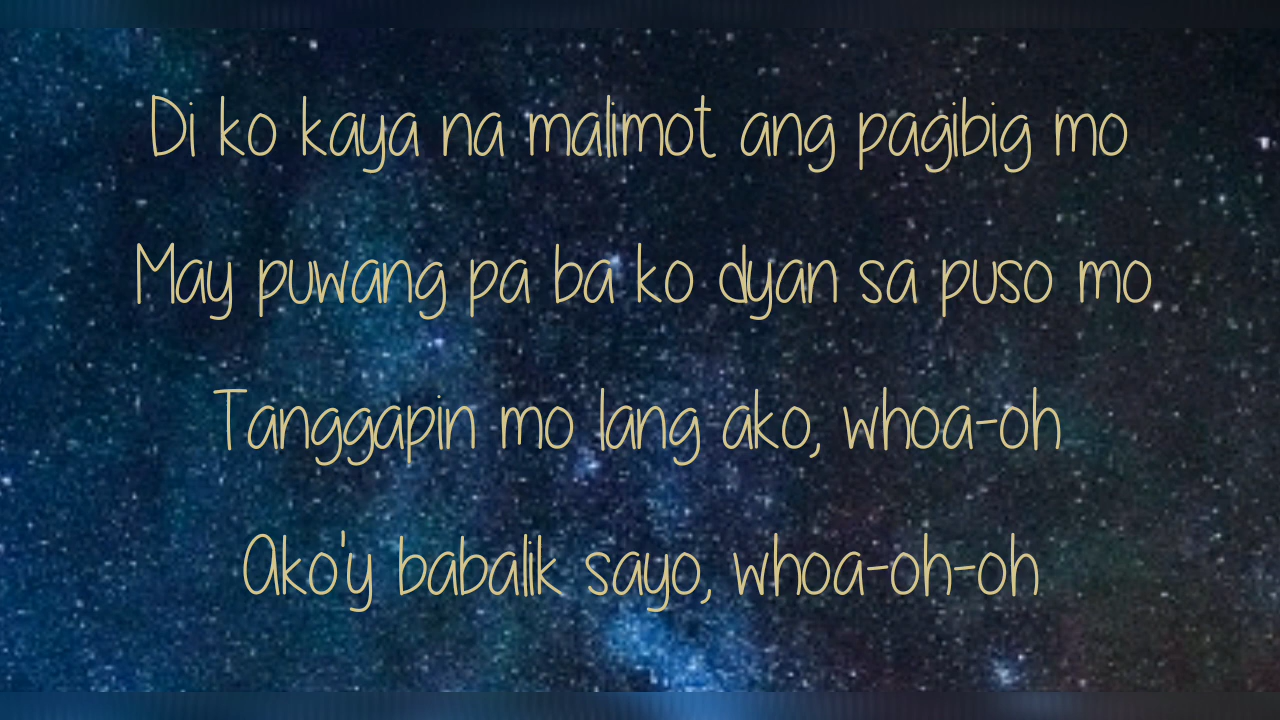 Di ko kaya na malimot ang pagibig mo
May puwang pa ba ko dyan sa puso mo
Tanggapin mo lang ako, whoa-oh
Ako'y babalik sayo, whoa-oh-oh